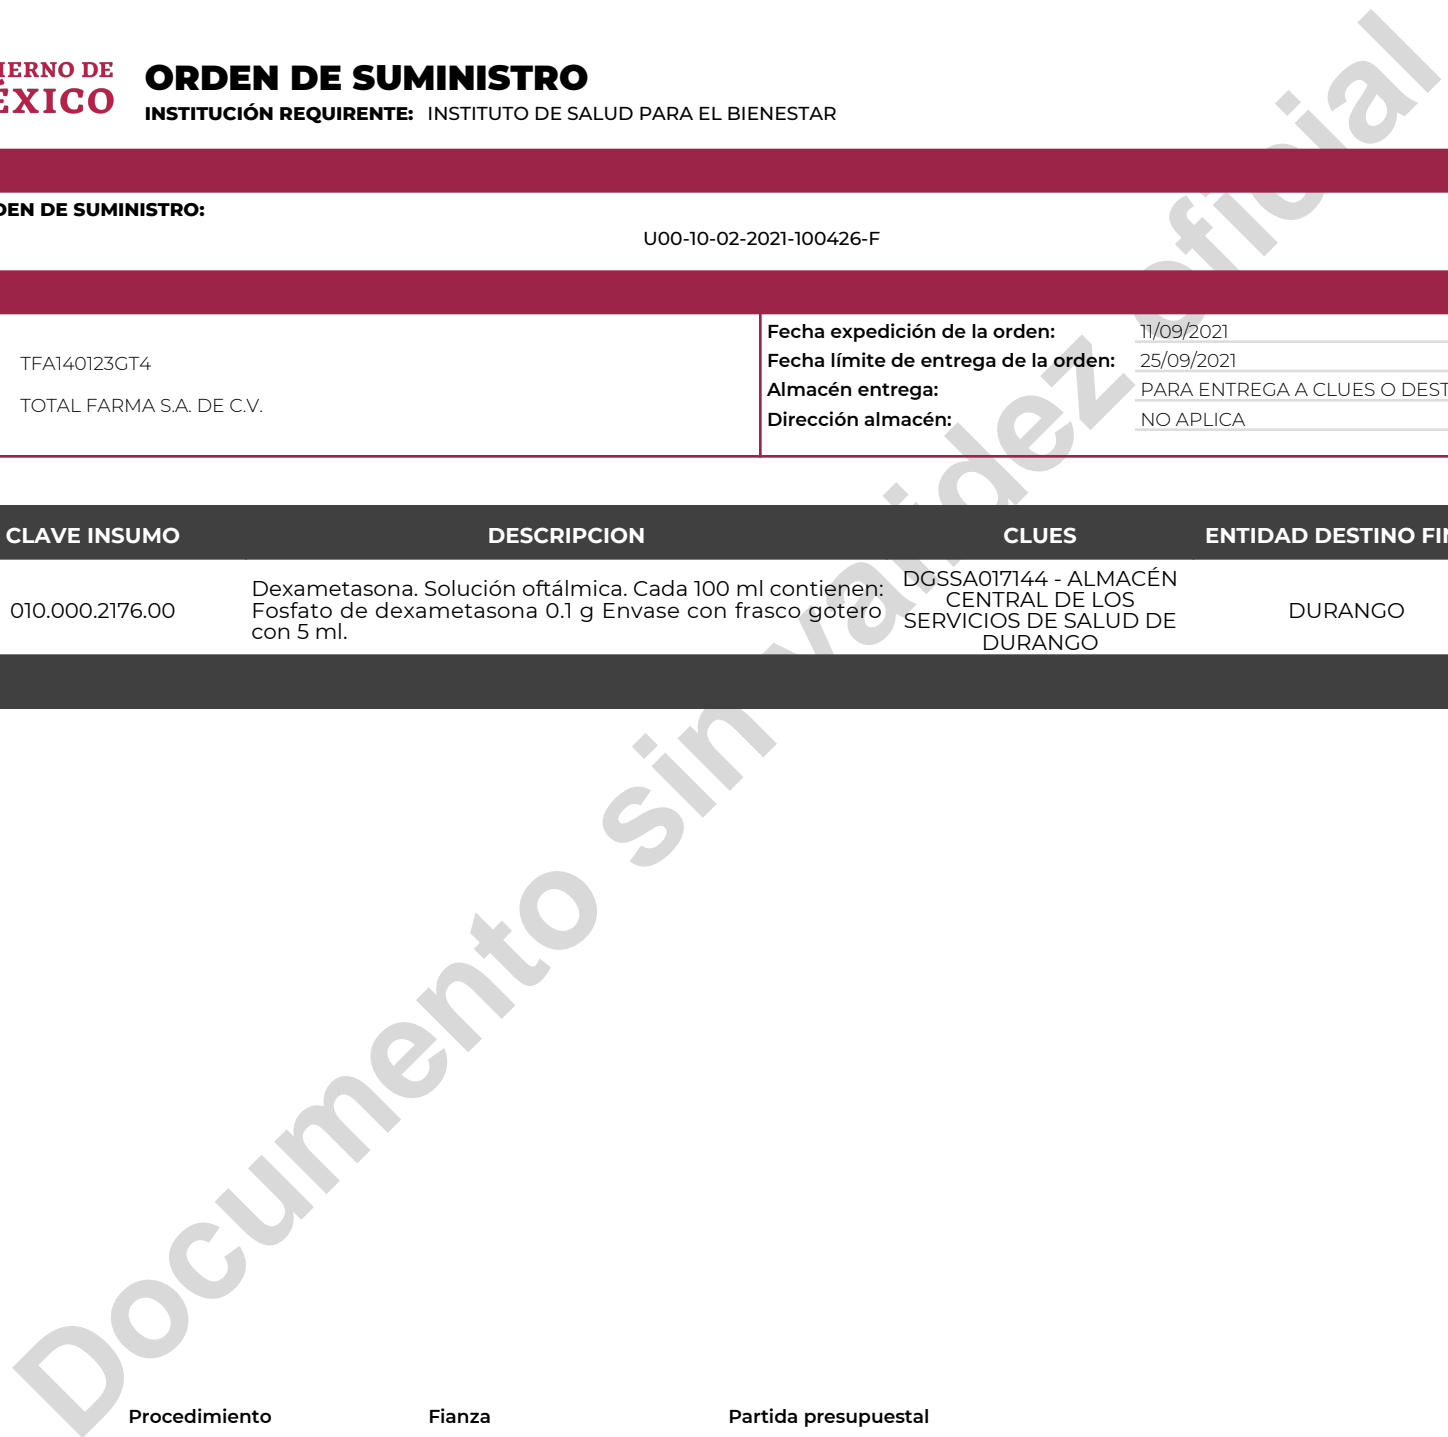 IERNO DE
ÉXICO
ORDEN DE SUMINISTRO
INSTITUCIÓN REQUIRENTE: INSTITUTO DE SALUD PARA EL BIENESTAR
DEN DE SUMINISTRO:
U00-10-02-2021-100426-F
TFA140123GT4
TOTAL FARMA S.A. DE C.V.
Fecha expedición de la orden: 11/09/2021
Fecha límite de entrega de la orden: 25/09/2021
Almacén entrega: PARA ENTREGA A CLUES O DEST
Dirección almacén: NO APLICA
CLAVE INSUMO DESCRIPCION CLUES ENTIDAD DESTINO FIN
010.000.2176.00
Dexametasona. Solución oftálmica. Cada 100 ml contienen:
Fosfato de dexametasona 0.1 g Envase con frasco gotero
con 5 ml.
DGSSA017144 - ALMACÉN
CENTRAL DE LOS
SERVICIOS DE SALUD DE
DURANGO
DURANGO
Documento sin validez oficial
Procedimiento Fianza Partida presupuestal